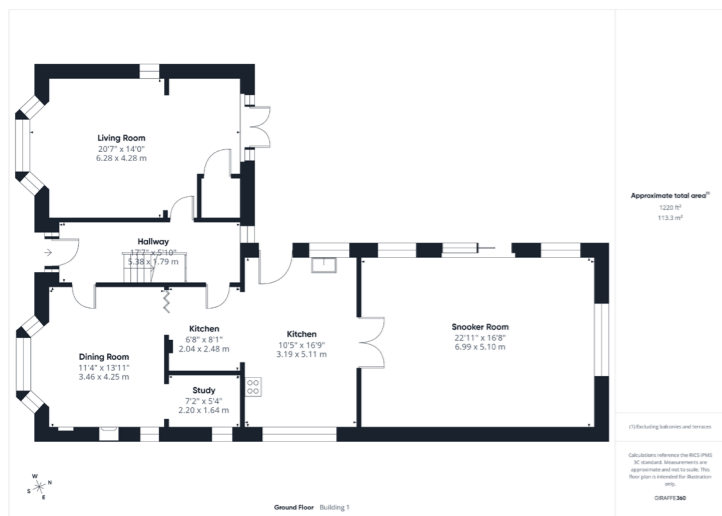 Living Room
20'7" x 14'0"
6.28 x 4.28 m
Hallway
17'7" x 5'10"
5.38 x 1.79 m
Kitchen
6'8" x 8'1"
2.04 x 2.48 m
Kitchen
10'5" x 16'9"
3.19 x 5.11 m
Snooker Room
22'11" x 16'8"
6.99 x 5.10 m
Dining Room
11'4" x 13'11"
3.46 x 4.25 m
Study
7'2" x 5'4"
2.20 x 1.64 m
W
N
S
E
Ground Floor Building 1
Approximate total area(1)
1220 ft²
113.3 m²
(1) Excluding balconies and terraces
Calculations reference the RICS IPMS
3C standard. Measurements are
approximate and not to scale. This
floor plan is intended for illustration
only.
GIRAFFE360